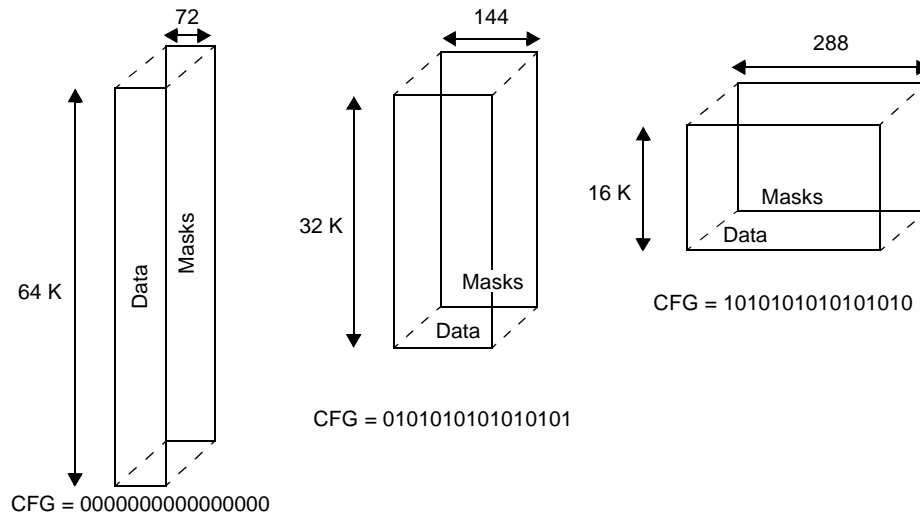 72
64 K
Data
Masks
CFG = 0000000000000000
144
32 K
Masks
Data
CFG = 0101010101010101
288
16 K
Masks
Data
CFG = 1010101010101010